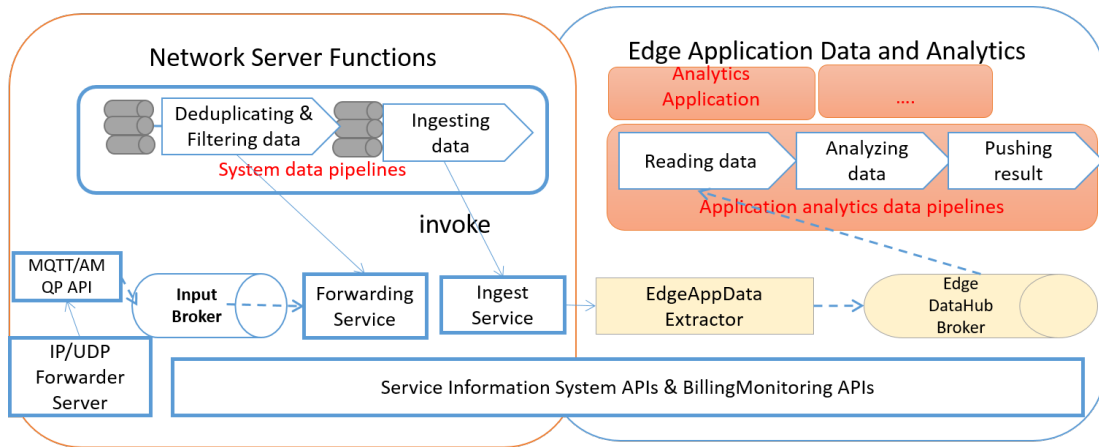 Network Server Functions
Edge Application Data and Analytics
Analytics
Application
....
Deduplicating &
Filtering data
Ingesting
data
System data pipelines
Reading data
Analyzing
data
Pushing
result
Application analytics data pipelines
invoke
MQTT/AM
QP API
Input
Broker
Forwarding
Service
Ingest
Service
EdgeAppData
Extractor
Edge
DataHub
Broker
IP/UDP
Forwarder
Server
Service Information System APIs & BillingMonitoring APIs